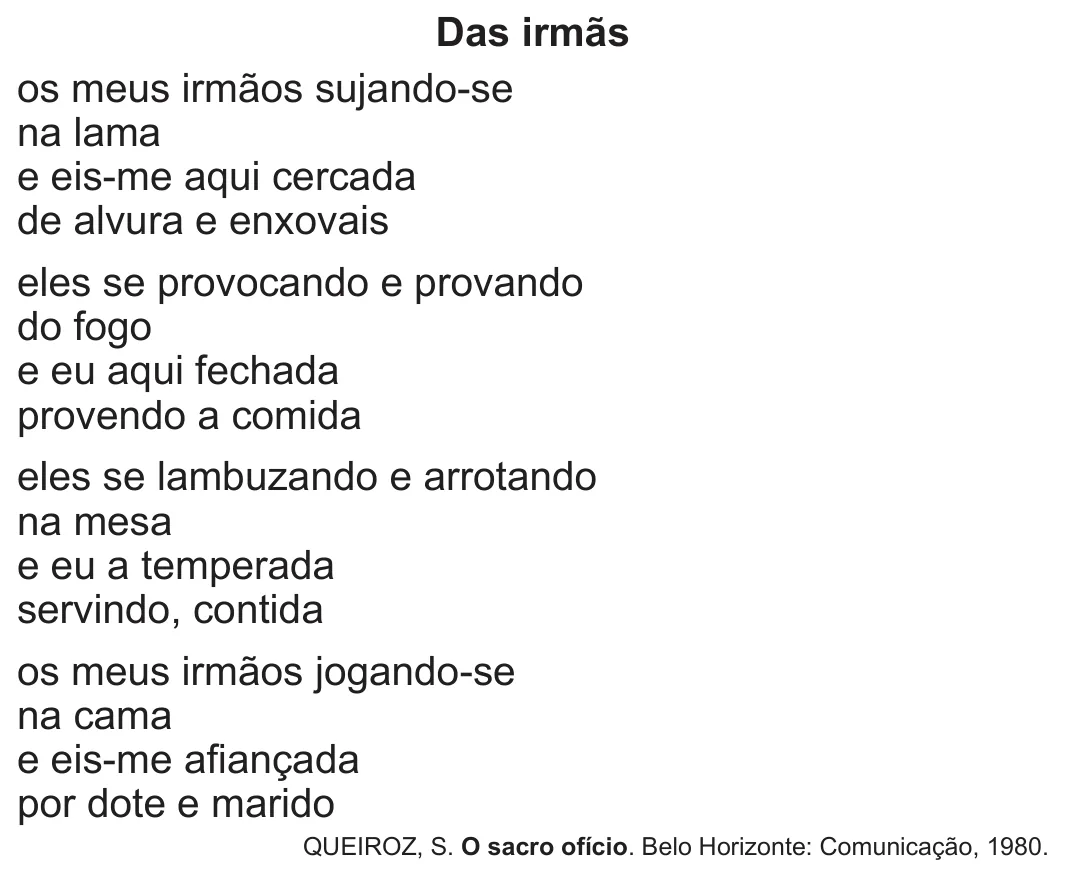 Das irmãs
os meus irmãos sujando-se
na lama
e eis-me aqui cercada
de alvura e enxovais
eles se provocando e provando
do fogo
e eu aqui fechada
provendo a comida
eles se lambuzando e arrotando
na mesa
e eu a temperada
servindo, contida
os meus irmãos jogando-se
na cama
e eis-me afiançada
por dote e marido
QUEIROZ, S. O sacro ofício. Belo Horizonte: Comunicação, 1980.